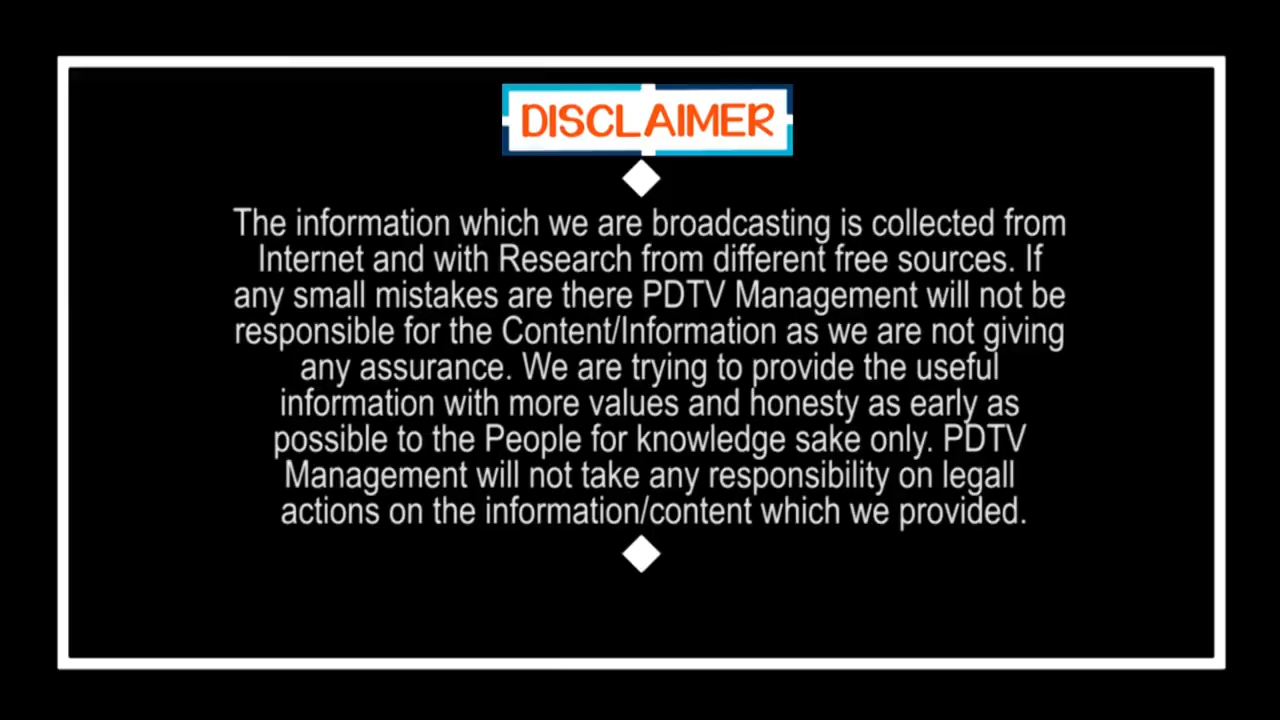 DISCLAIMER
The information which we are broadcasting is collected from
Internet and with Research from different free sources. If
any small mistakes are there PDTV Management will not be
responsible for the Content/Information as we are not giving
any assurance. We are trying to provide the useful
information with more values and honesty as early as
possible to the People for knowledge sake only. PDTV
Management will not take any responsibility on legall
actions on the information/content which we provided.